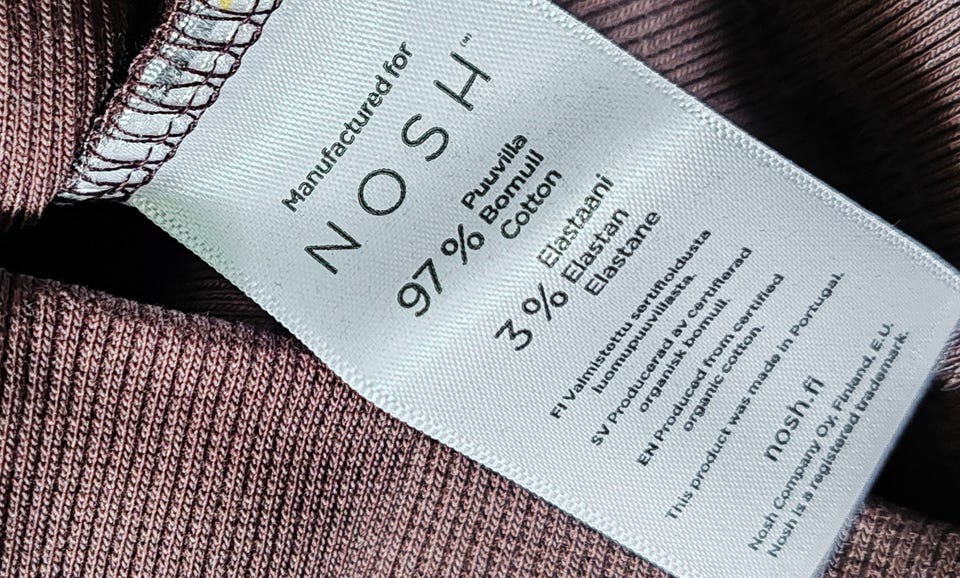 Manufactured for
NOSH
97% Puuvilla
Bomull
Cotton
3% Elastaani
Elastan
Elastane
FI Valmistettu sertifioidusta
luomupuuvillasta.
SV Producerad av certifierad
organisk bomull.
EN Produced from certified
organic cotton.
This product was made in Portugal.
nosh.fi
Nosh Company Oy, Finland, E.U.
Nosh is a registered trademark.